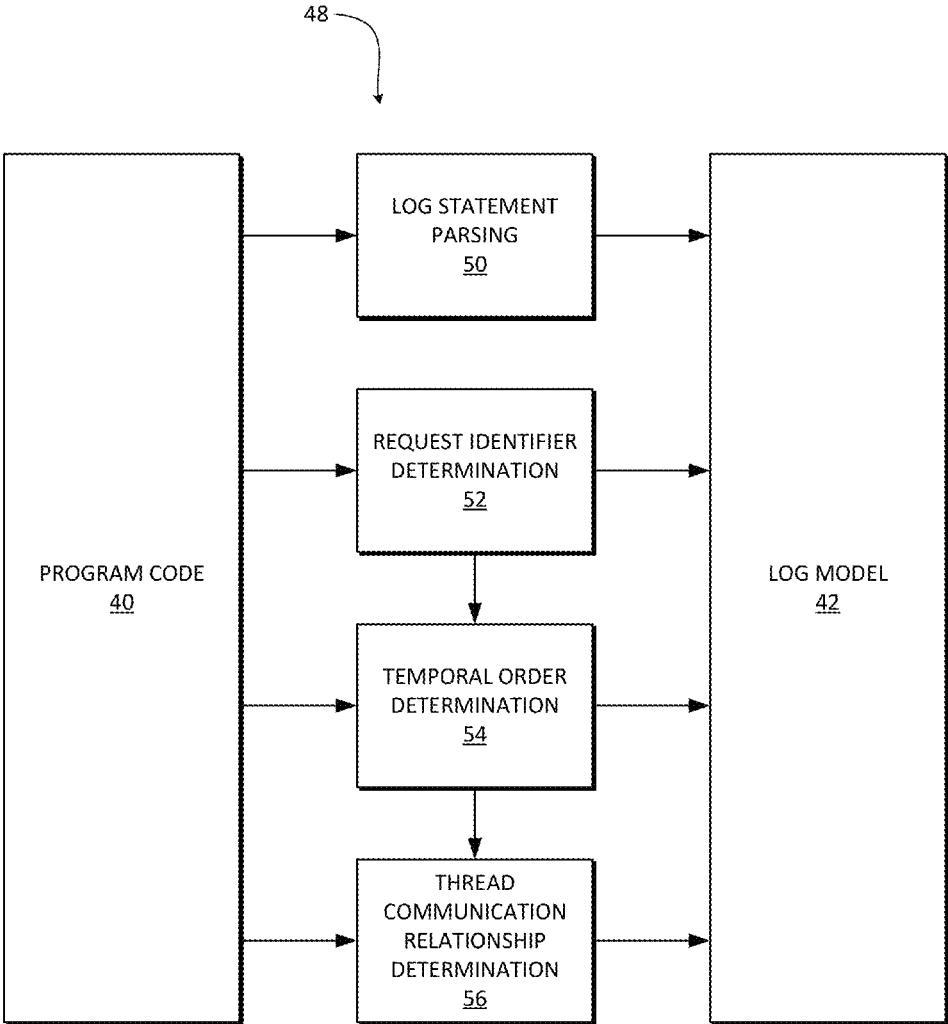 48
LOG STATEMENT
PARSING
50
REQUEST IDENTIFIER
DETERMINATION
52
PROGRAM CODE
40
LOG MODEL
42
TEMPORAL ORDER
DETERMINATION
54
THREAD
COMMUNICATION
RELATIONSHIP
DETERMINATION
56